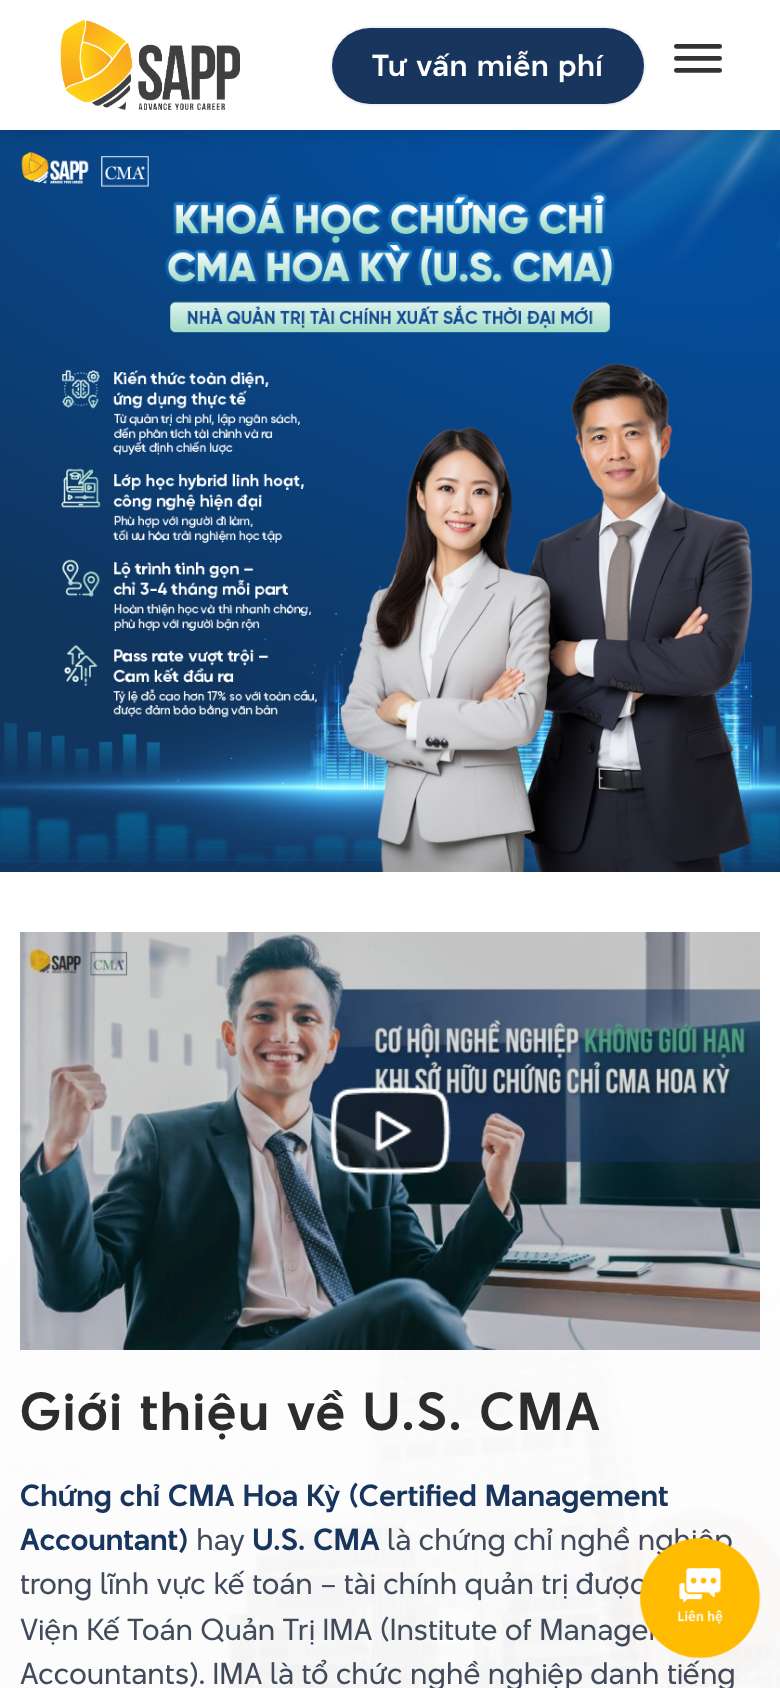 SAPP
ADVANCE YOUR CAREER
Tư vấn miễn phí
SAPP
CMA
KHOÁ HỌC CHỨNG CHỈ
CMA HOA KỲ (U.S. CMA)
NHÀ QUẢN TRỊ TÀI CHÍNH XUẤT SẮC THỜI ĐẠI MỚI
Kiến thức toàn diện,
ứng dụng thực tế
Từ quản trị chi phí, lập ngân sách,
đến phân tích tài chính và ra
quyết định chiến lược
Lớp học hybrid linh hoạt,
công nghệ hiện đại
Phù hợp với người đi làm,
tối ưu hóa trải nghiệm học tập
Lộ trình tinh gọn –
chỉ 3-4 tháng mỗi part
Hoàn thiện học và thi nhanh chóng,
phù hợp với người bận rộn
Pass rate vượt trội –
Cam kết đầu ra
Tỷ lệ đỗ cao hơn 17% so với toàn cầu,
được đảm bảo bằng văn bản
SAPP
CMA
CƠ HỘI NGHỀ NGHIỆP KHÔNG GIỚI HẠN
KHI SỞ HỮU CHỨNG CHỈ CMA HOA KỲ
Giới thiệu về U.S. CMA
Chứng chỉ CMA Hoa Kỳ (Certified Management
Accountant) hay U.S. CMA là chứng chỉ nghề nghiệp
trong lĩnh vực kế toán – tài chính quản trị được
Viện Kế Toán Quản Trị IMA (Institute of Manage
Accountants). IMA là tổ chức nghề nghiệp danh tiếng
Liên hệ